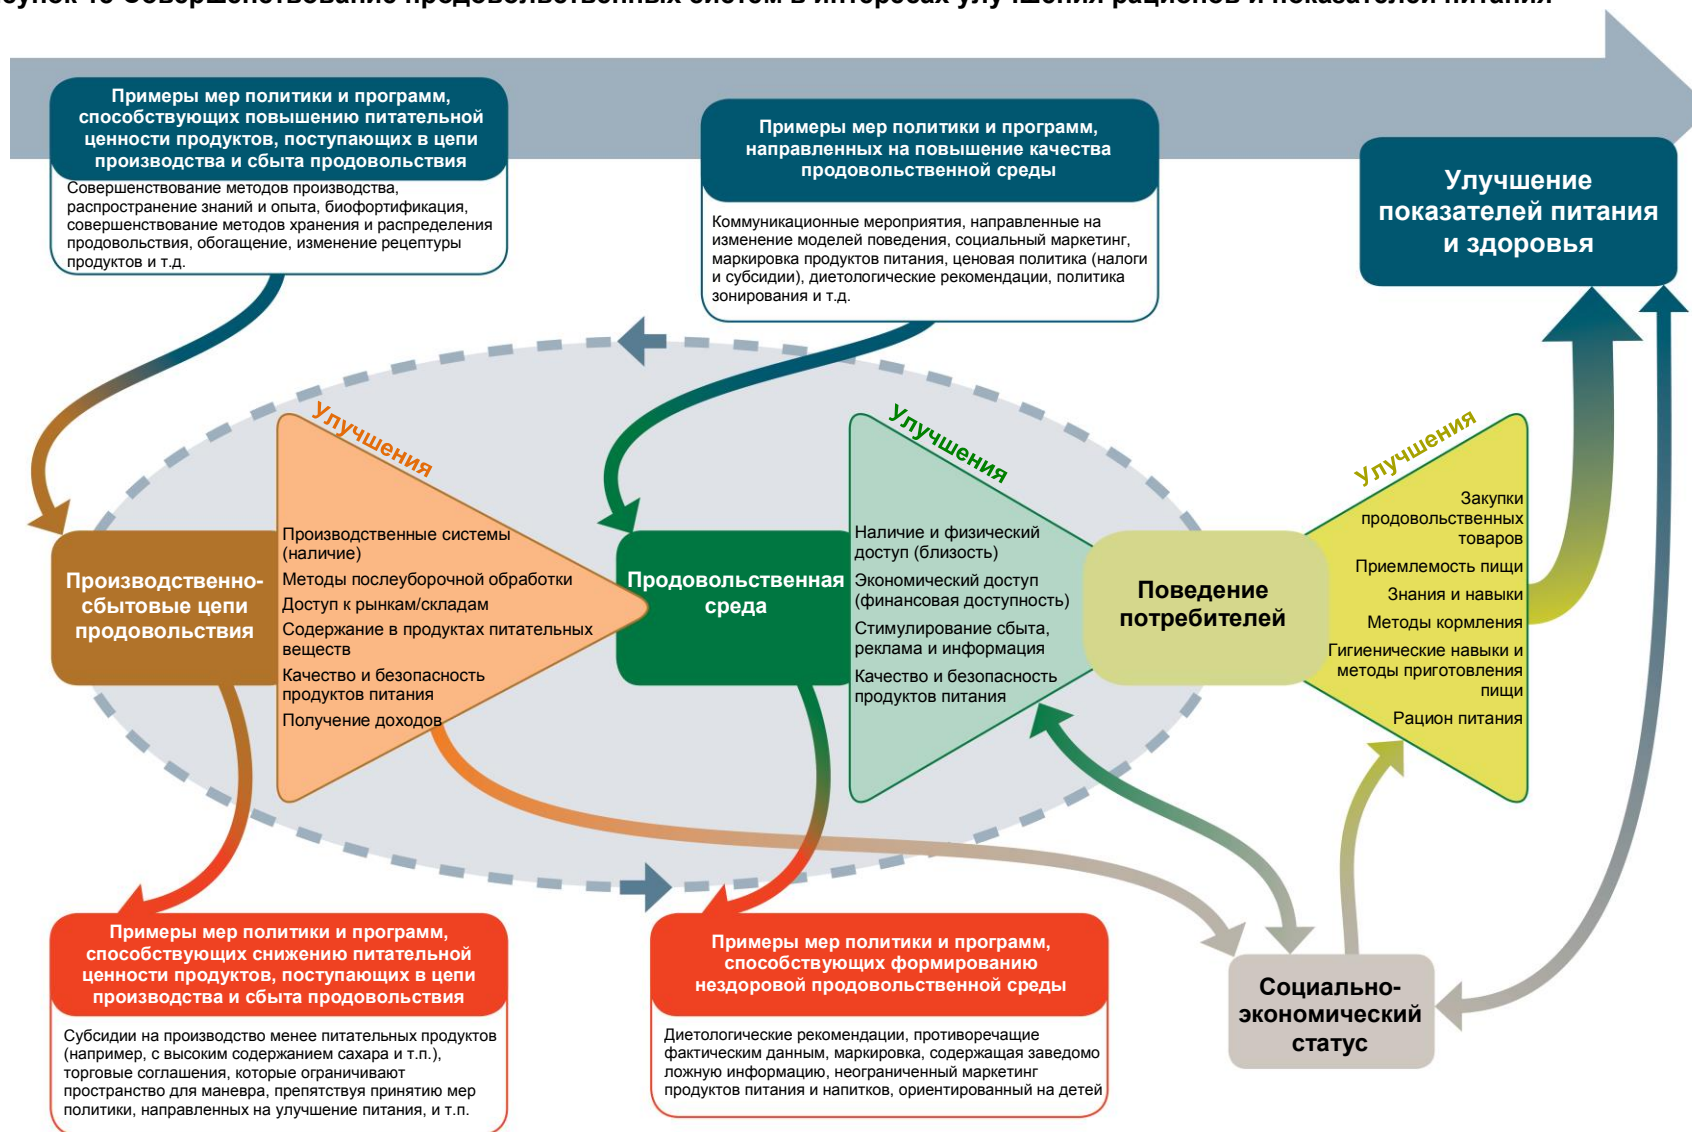 Совершенствование продовольственных систем в интересах улучшения рационов и показателей питания
Примеры мер политики и программ,
способствующих повышению питательной
ценности продуктов, поступающих в цепи
производства и сбыта продовольствия
Совершенствование методов производства,
распространение знаний и опыта, биофортификация,
совершенствование методов хранения и распределения
продовольствия, обогащение, изменение рецептуры
продуктов и т.д.
Примеры мер политики и программ,
направленных на повышение качества
продовольственной среды
Коммуникационные мероприятия, направленные на
изменение моделей поведения, социальный маркетинг,
маркировка продуктов питания, ценовая политика (налоги
и субсидии), диетологические рекомендации, политика
зонирования и т.д.
Улучшение
показателей питания
и здоровья
Производственно-
сбытовые цепи
продовольствия
Улучшения
Производственные системы
(наличие)
Методы послеуборочной обработки
Доступ к рынкам/складам
Содержание в продуктах питательных
веществ
Качество и безопасность
продуктов питания
Получение доходов
Продовольственная
среда
Улучшения
Наличие и физический
доступ (близость)
Экономический доступ
(финансовая доступность)
Стимулирование сбыта,
реклама и информация
Качество и безопасность
продуктов питания
Поведение
потребителей
Улучшения
Закупки
продовольственных
товаров
Приемлемость пищи
Знания и навыки
Методы кормления
Гигиенические навыки и
методы приготовления
пищи
Рацион питания
Примеры мер политики и программ,
способствующих снижению питательной
ценности продуктов, поступающих в цепи
производства и сбыта продовольствия
Субсидии на производство менее питательных продуктов
(например, с высоким содержанием сахара и т.п.),
торговые соглашения, которые ограничивают
пространство для маневра, препятствуя принятию мер
политики, направленных на улучшение питания, и т.п.
Примеры мер политики и программ,
способствующих формированию
нездоровой продовольственной среды
Диетологические рекомендации, противоречащие
фактическим данным, маркировка, содержащая заведомо
ложную информацию, неограниченный маркетинг
продуктов питания и напитков, ориентированный на детей
Социально-
экономический
статус